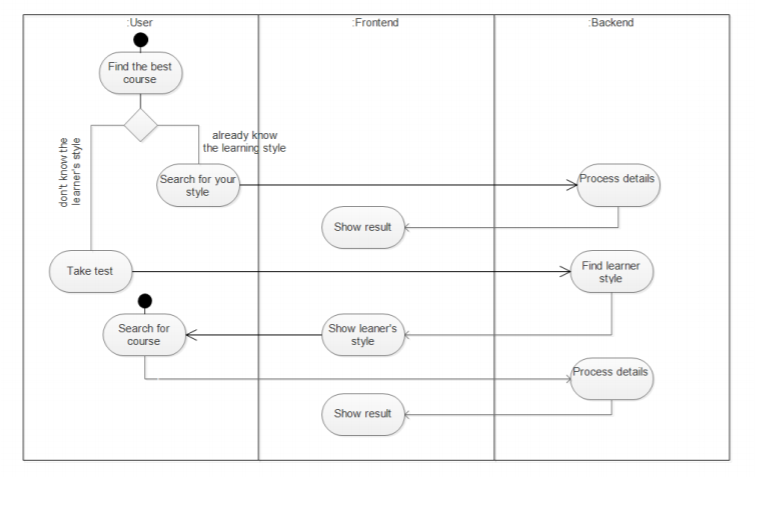 :User
:Frontend
:Backend
Find the best
course
don't know the
learner's style
already know
the learning style
Search for your
style
Process details
Show result
Take test
Find learner
style
Search for
course
Show leaner's
style
Process details
Show result